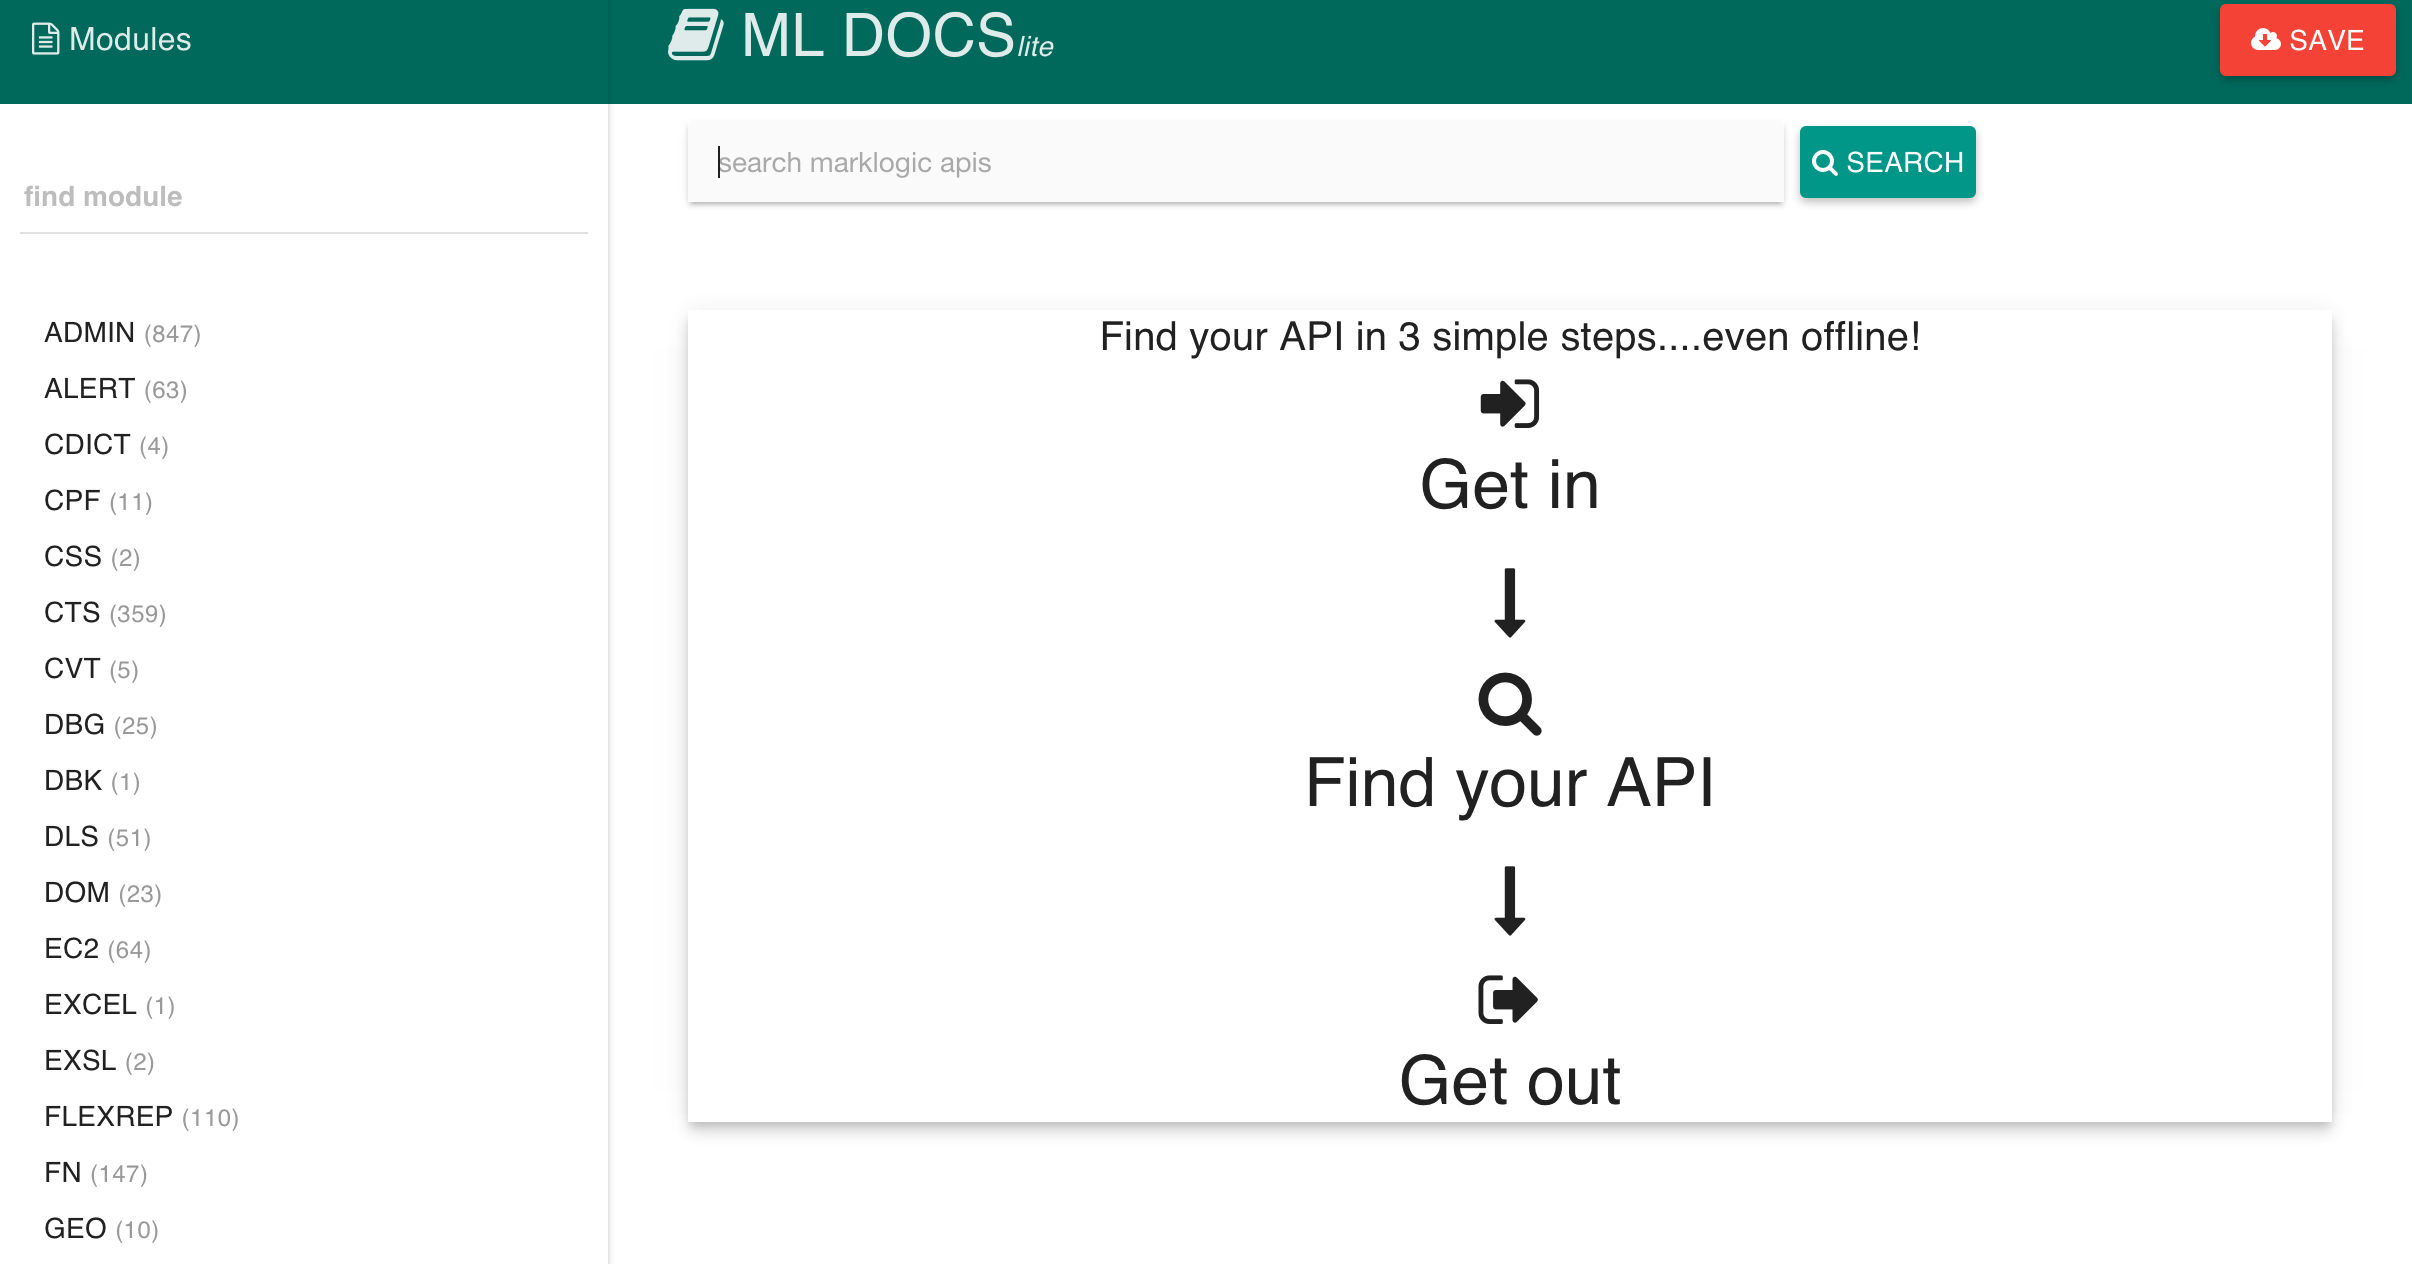 Modules
ML DOCSlite
SAVE
find module
search marklogic apis
SEARCH
ADMIN (847)
ALERT (63)
CDICT (4)
CPF (11)
CSS (2)
CTS (359)
CVT (5)
DBG (25)
DBK (1)
DLS (51)
DOM (23)
EC2 (64)
EXCEL (1)
EXSL (2)
FLEXREP (110)
FN (147)
GEO (10)
Find your API in 3 simple steps....even offline!
Get in
Find your API
Get out